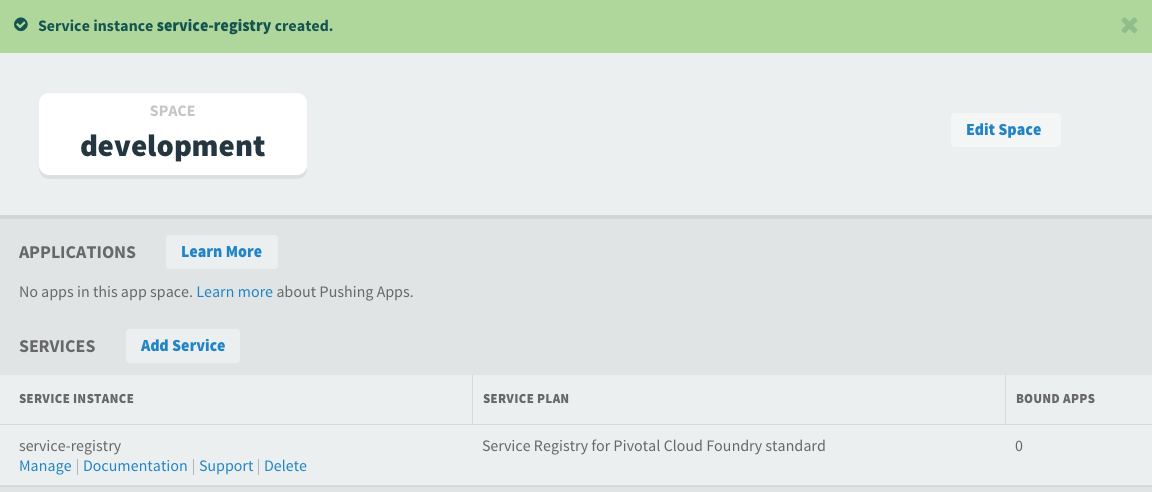 Service instance service-registry created.
SPACE
development
Edit Space
APPLICATIONS Learn More
No apps in this app space. Learn more about Pushing Apps.
SERVICES Add Service
SERVICE INSTANCE SERVICE PLAN BOUND APPS
service-registry Service Registry for Pivotal Cloud Foundry standard 0
Manage | Documentation | Support | Delete